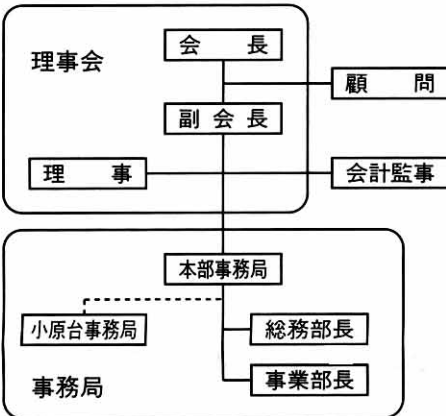 会長
理事会
顧問
副会長
理事
会計監事
本部事務局
小原台事務局
総務部長
事業部長
事務局